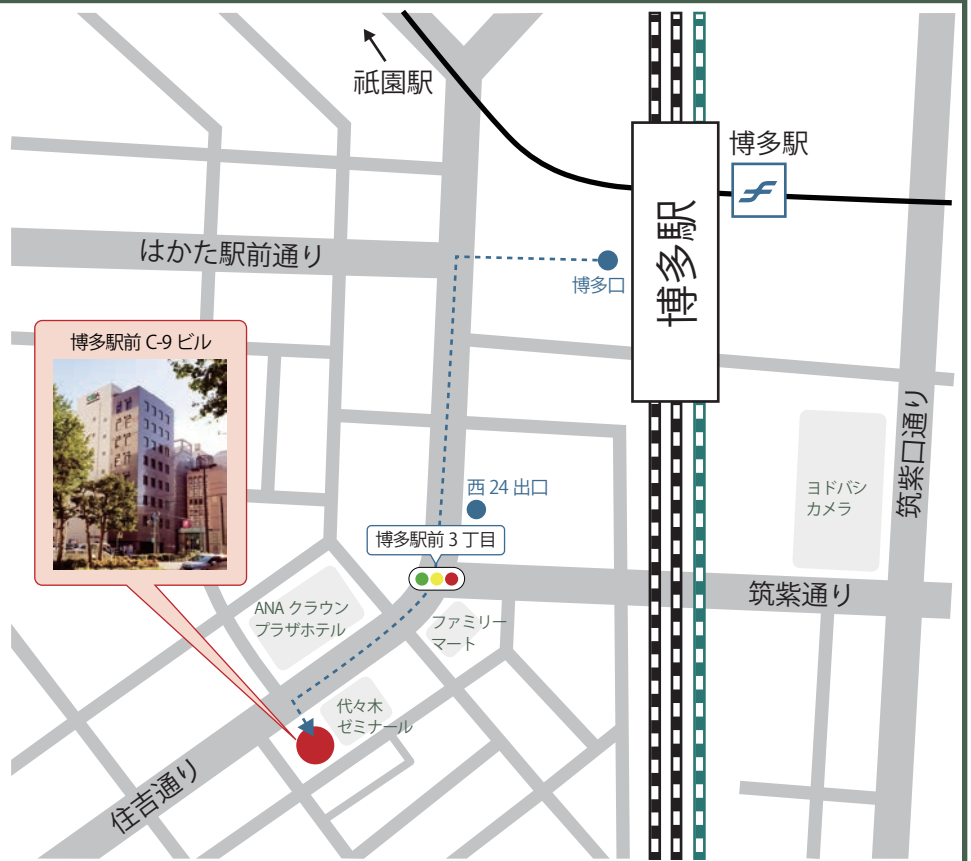 祇園駅
博多駅
博多駅
はかた駅前通り
博多口
博多駅前 C-9 ビル
筑紫口通り
ヨドバシ
カメラ
西 24 出口
博多駅前 3 丁目
筑紫通り
ANA クラウン
プラザホテル
ファミリー
マート
代々木
ゼミナール
住吉通り